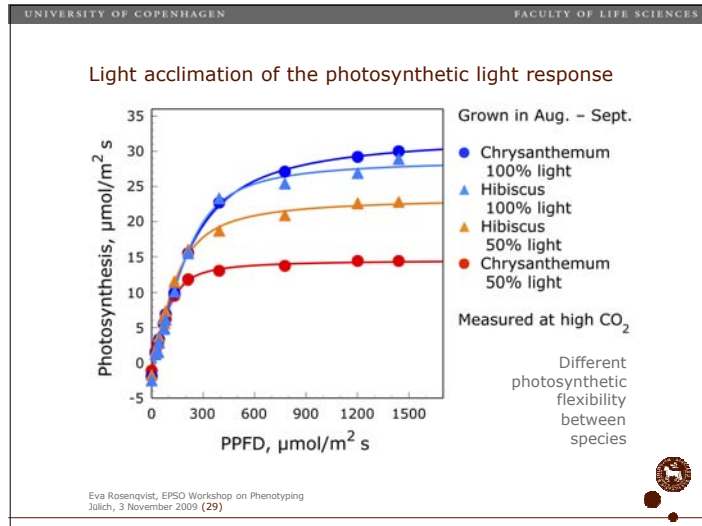 UNIVERSITY OF COPENHAGEN
FACULTY OF LIFE SCIENCES
Light acclimation of the photosynthetic light response
35
30
25
20
15
10
5
0
-5
Photosynthesis, μmol/m² s
0
300
600
900
1200
1500
PPFD, μmol/m² s
Grown in Aug. – Sept.
Chrysanthemum
100% light
Hibiscus
100% light
Hibiscus
50% light
Chrysanthemum
50% light
Measured at high CO₂
Different
photosynthetic
flexibility
between
species
Eva Rosenqvist, EPSO Workshop on Phenotyping
Jülich, 3 November 2009 (29)